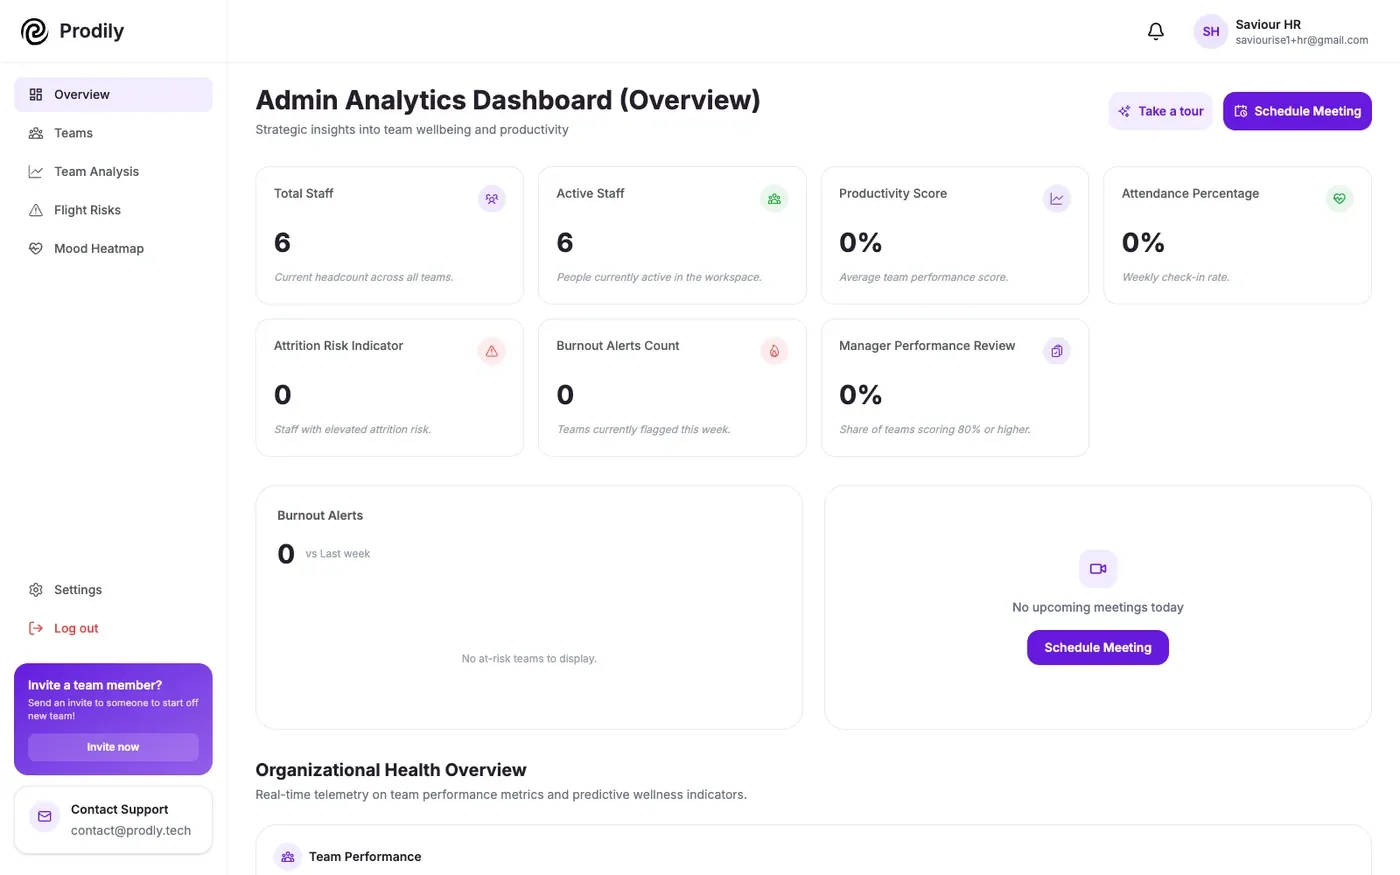 Prodily
SH
Saviour HR
saviourise1+hr@gmail.com
Overview
Teams
Team Analysis
Flight Risks
Mood Heatmap
Settings
Log out
Invite a team member?
Send an invite to someone to start off
new team!
Invite now
Contact Support
contact@prodly.tech
Admin Analytics Dashboard (Overview)
Strategic insights into team wellbeing and productivity
Take a tour
Schedule Meeting
Total Staff
6
Current headcount across all teams.
Active Staff
6
People currently active in the workspace.
Productivity Score
0%
Average team performance score.
Attendance Percentage
0%
Weekly check-in rate.
Attrition Risk Indicator
0
Staff with elevated attrition risk.
Burnout Alerts Count
0
Teams currently flagged this week.
Manager Performance Review
0%
Share of teams scoring 80% or higher.
Burnout Alerts
0 vs Last week
No at-risk teams to display.
No upcoming meetings today
Schedule Meeting
Organizational Health Overview
Real-time telemetry on team performance metrics and predictive wellness indicators.
Team Performance